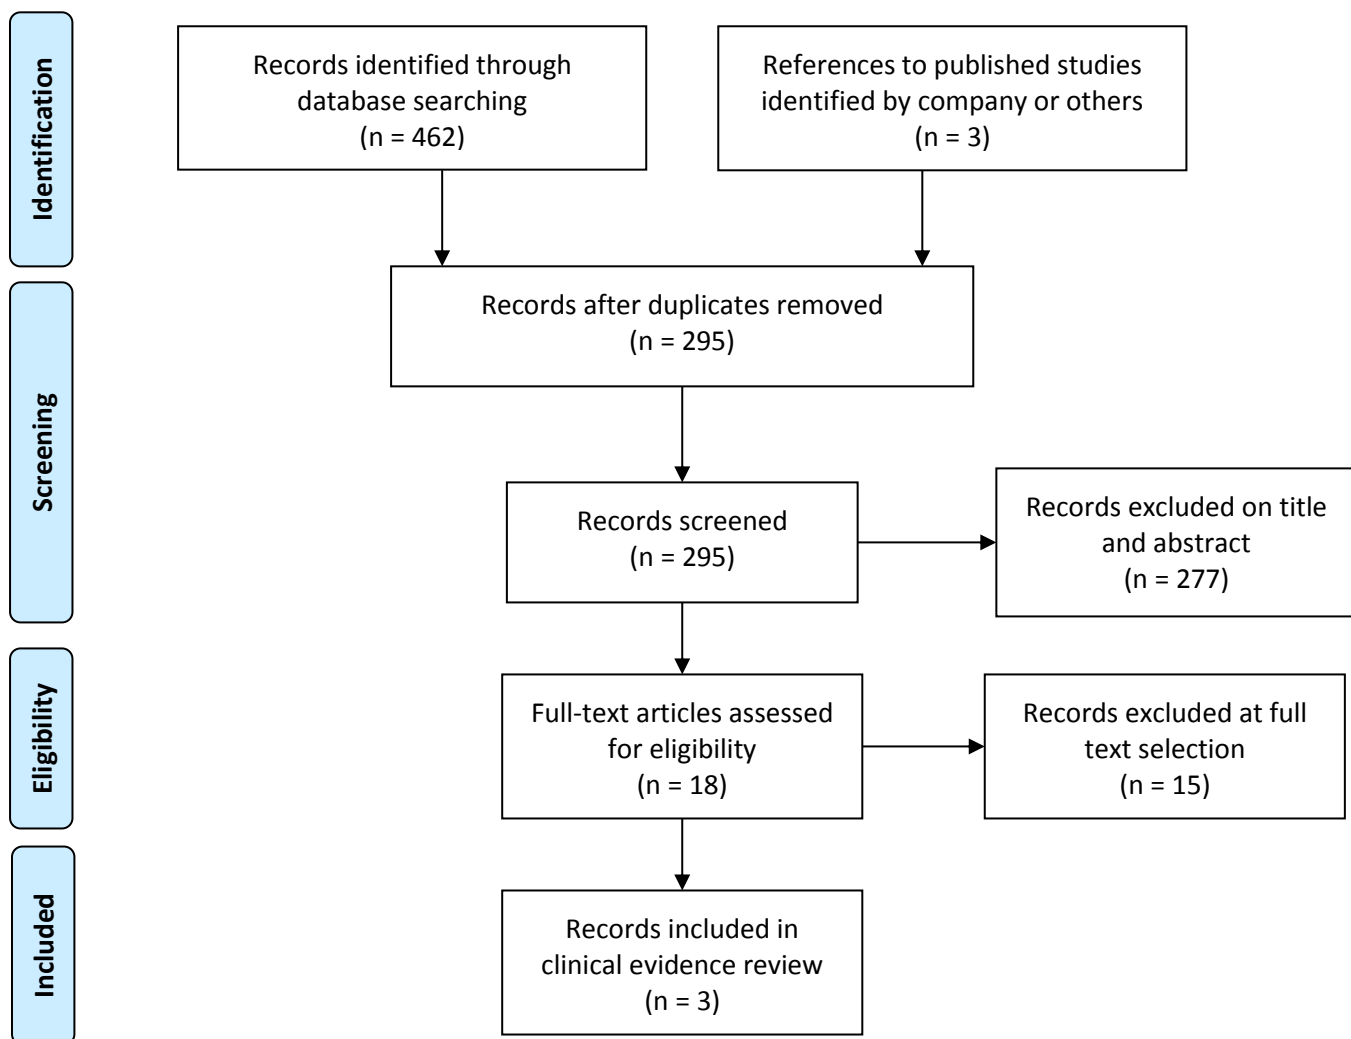 Identification
Records identified through
database searching
(n = 462)
References to published studies
identified by company or others
(n = 3)
Screening
Records after duplicates removed
(n = 295)
Records screened
(n = 295)
Records excluded on title
and abstract
(n = 277)
Eligibility
Full-text articles assessed
for eligibility
(n = 18)
Records excluded at full
text selection
(n = 15)
Included
Records included in
clinical evidence review
(n = 3)